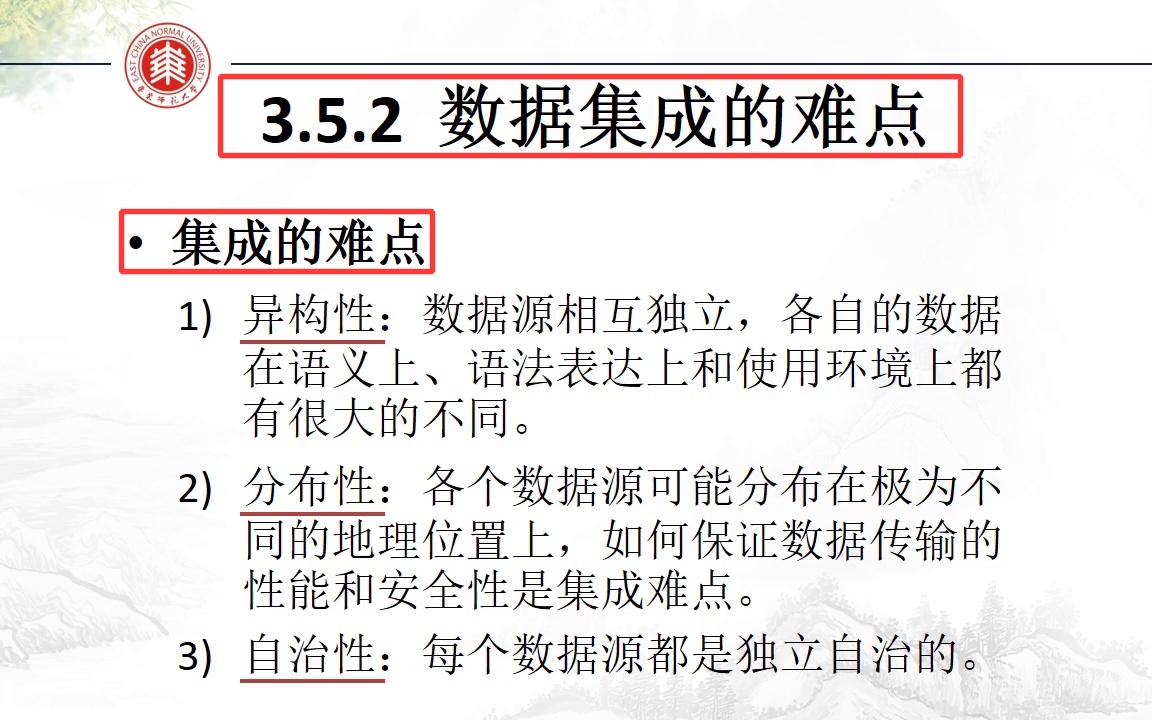 EAST CHINA NORMAL UNIVERSITY
華東師範大學
3.5.2 数据集成的难点
• 集成的难点
1) 异构性：数据源相互独立，各自的数据
在语义上、语法表达上和使用环境上都
有很大的不同。
2) 分布性：各个数据源可能分布在极为不
同的地理位置上，如何保证数据传输的
性能和安全性是集成难点。
3) 自治性：每个数据源都是独立自治的。